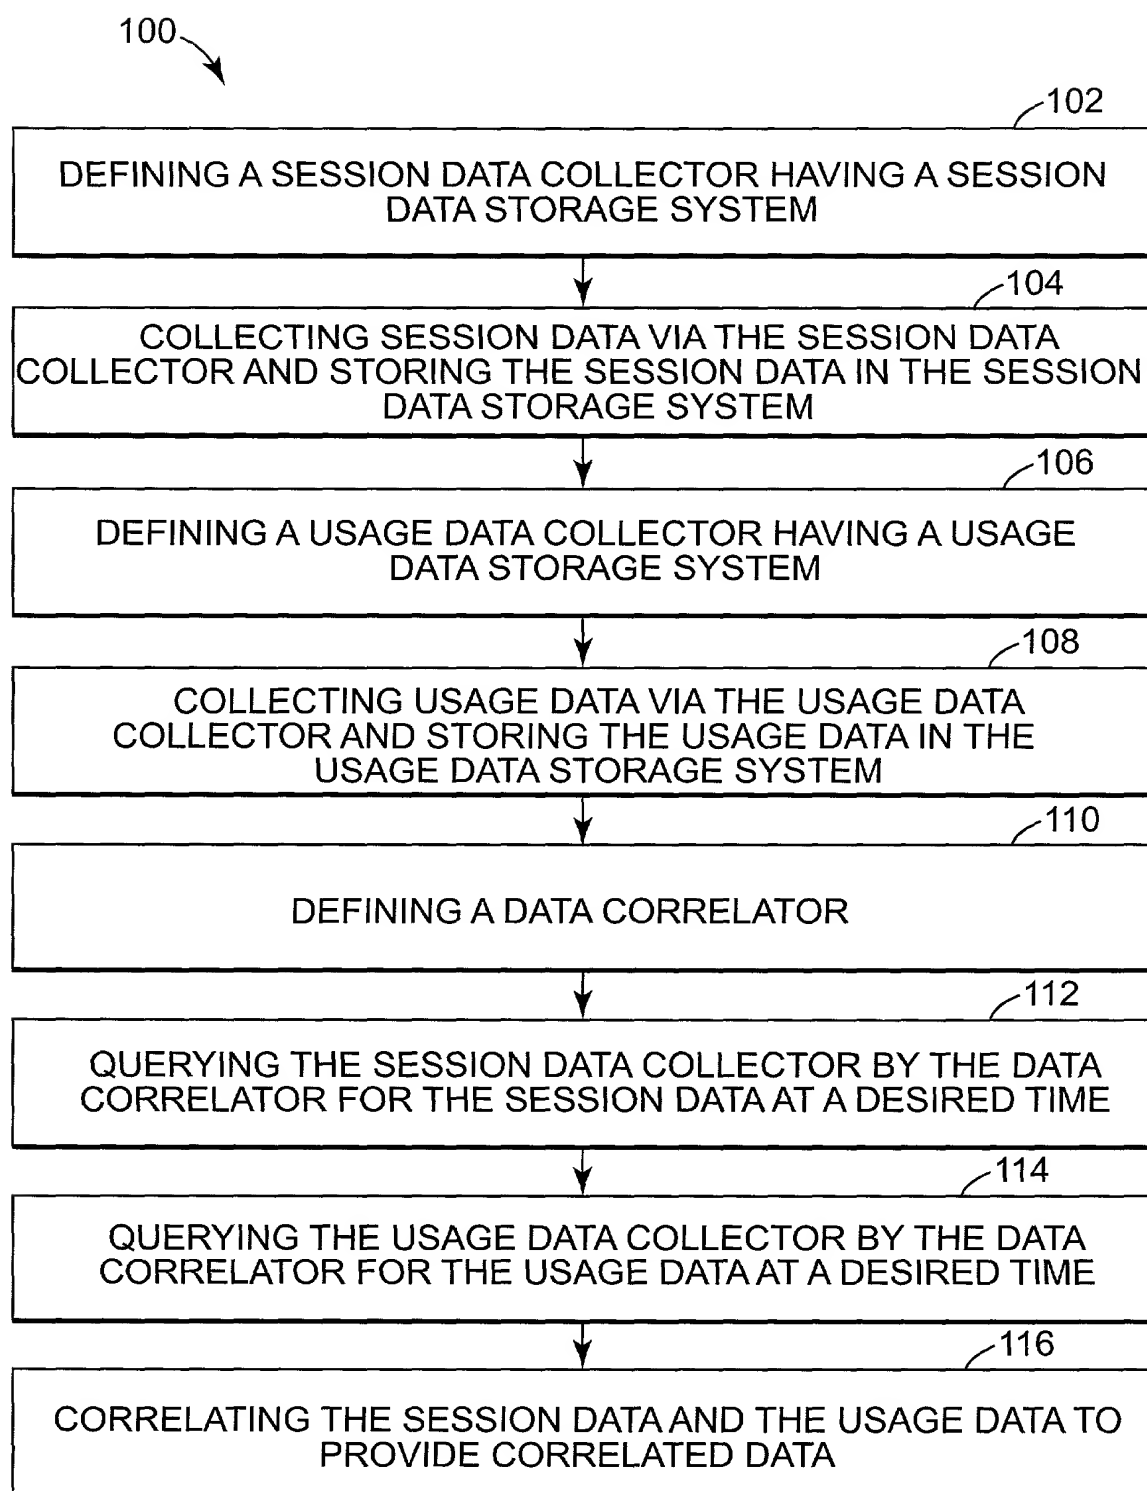 100
102
DEFINING A SESSION DATA COLLECTOR HAVING A SESSION
DATA STORAGE SYSTEM
104
COLLECTING SESSION DATA VIA THE SESSION DATA
COLLECTOR AND STORING THE SESSION DATA IN THE SESSION
DATA STORAGE SYSTEM
106
DEFINING A USAGE DATA COLLECTOR HAVING A USAGE
DATA STORAGE SYSTEM
108
COLLECTING USAGE DATA VIA THE USAGE DATA
COLLECTOR AND STORING THE USAGE DATA IN THE
USAGE DATA STORAGE SYSTEM
110
DEFINING A DATA CORRELATOR
112
QUERYING THE SESSION DATA COLLECTOR BY THE DATA
CORRELATOR FOR THE SESSION DATA AT A DESIRED TIME
114
QUERYING THE USAGE DATA COLLECTOR BY THE DATA
CORRELATOR FOR THE USAGE DATA AT A DESIRED TIME
116
CORRELATING THE SESSION DATA AND THE USAGE DATA TO
PROVIDE CORRELATED DATA